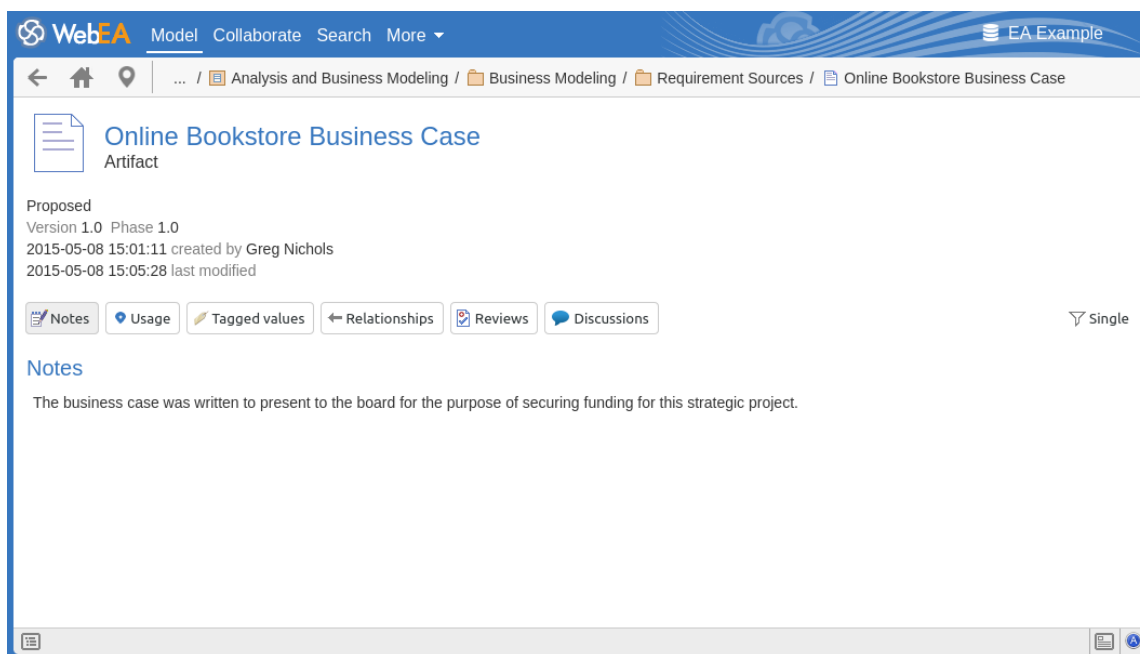 WebEA Model Collaborate Search More EA Example
... / Analysis and Business Modeling / Business Modeling / Requirement Sources / Online Bookstore Business Case
Online Bookstore Business Case
Artifact
Proposed
Version 1.0 Phase 1.0
2015-05-08 15:01:11 created by Greg Nichols
2015-05-08 15:05:28 last modified
Notes Usage Tagged values Relationships Reviews Discussions Single
Notes
The business case was written to present to the board for the purpose of securing funding for this strategic project.
A